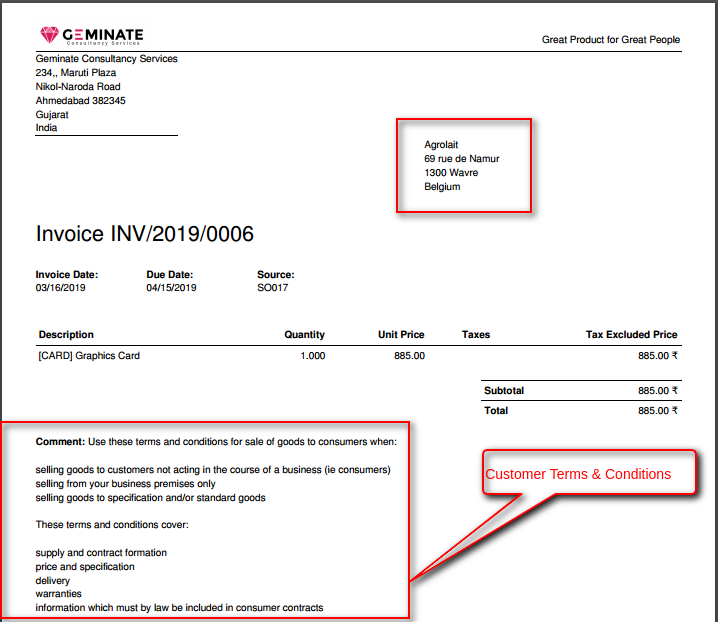 GEMINATE
Consultancy Services
Great Product for Great People
Geminate Consultancy Services
234,, Maruti Plaza
Nikol-Naroda Road
Ahmedabad 382345
Gujarat
India
Agrolait
69 rue de Namur
1300 Wavre
Belgium
Invoice INV/2019/0006
Invoice Date: Due Date: Source:
03/16/2019 04/15/2019 SO017
Description Quantity Unit Price Taxes Tax Excluded Price
[CARD] Graphics Card 1.000 885.00 885.00 ₹
Subtotal 885.00 ₹
Total 885.00 ₹
Comment: Use these terms and conditions for sale of goods to consumers when:
selling goods to customers not acting in the course of a business (ie consumers)
selling from your business premises only
selling goods to specification and/or standard goods
These terms and conditions cover:
supply and contract formation
price and specification
delivery
warranties
information which must by law be included in consumer contracts
Customer Terms & Conditions